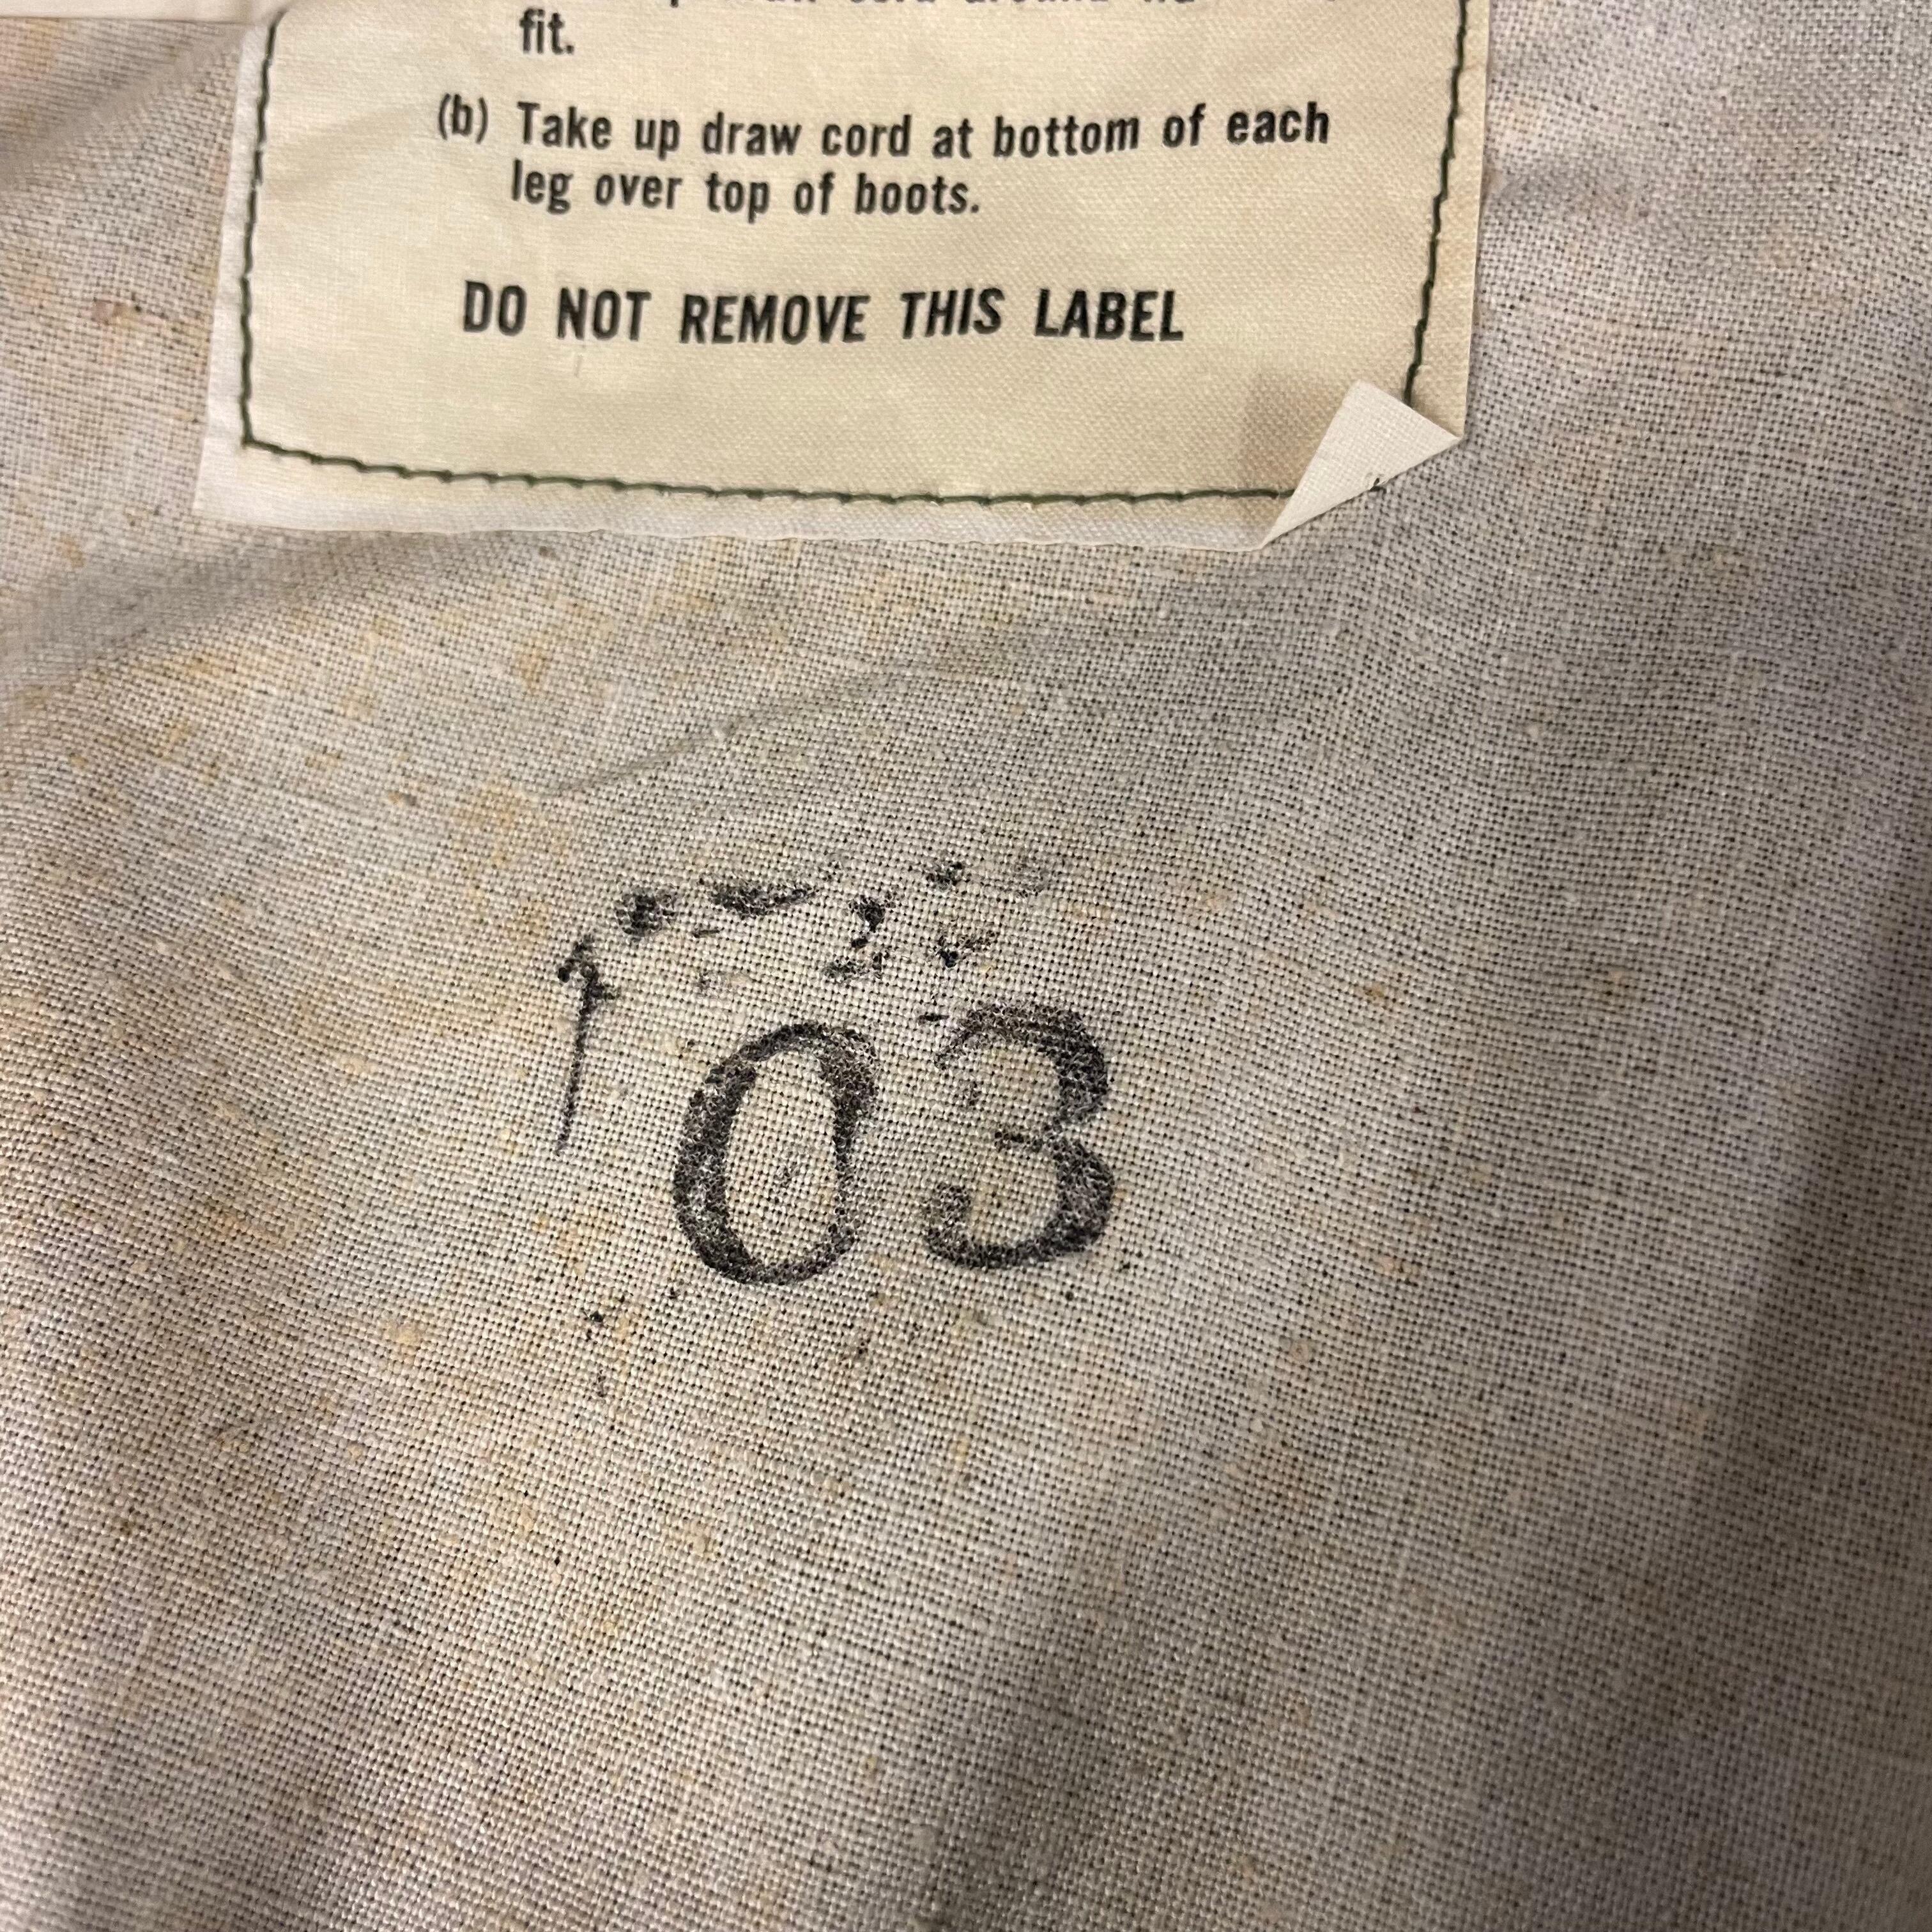 fit.
(b) Take up draw cord at bottom of each
leg over top of boots.
DO NOT REMOVE THIS LABEL
03